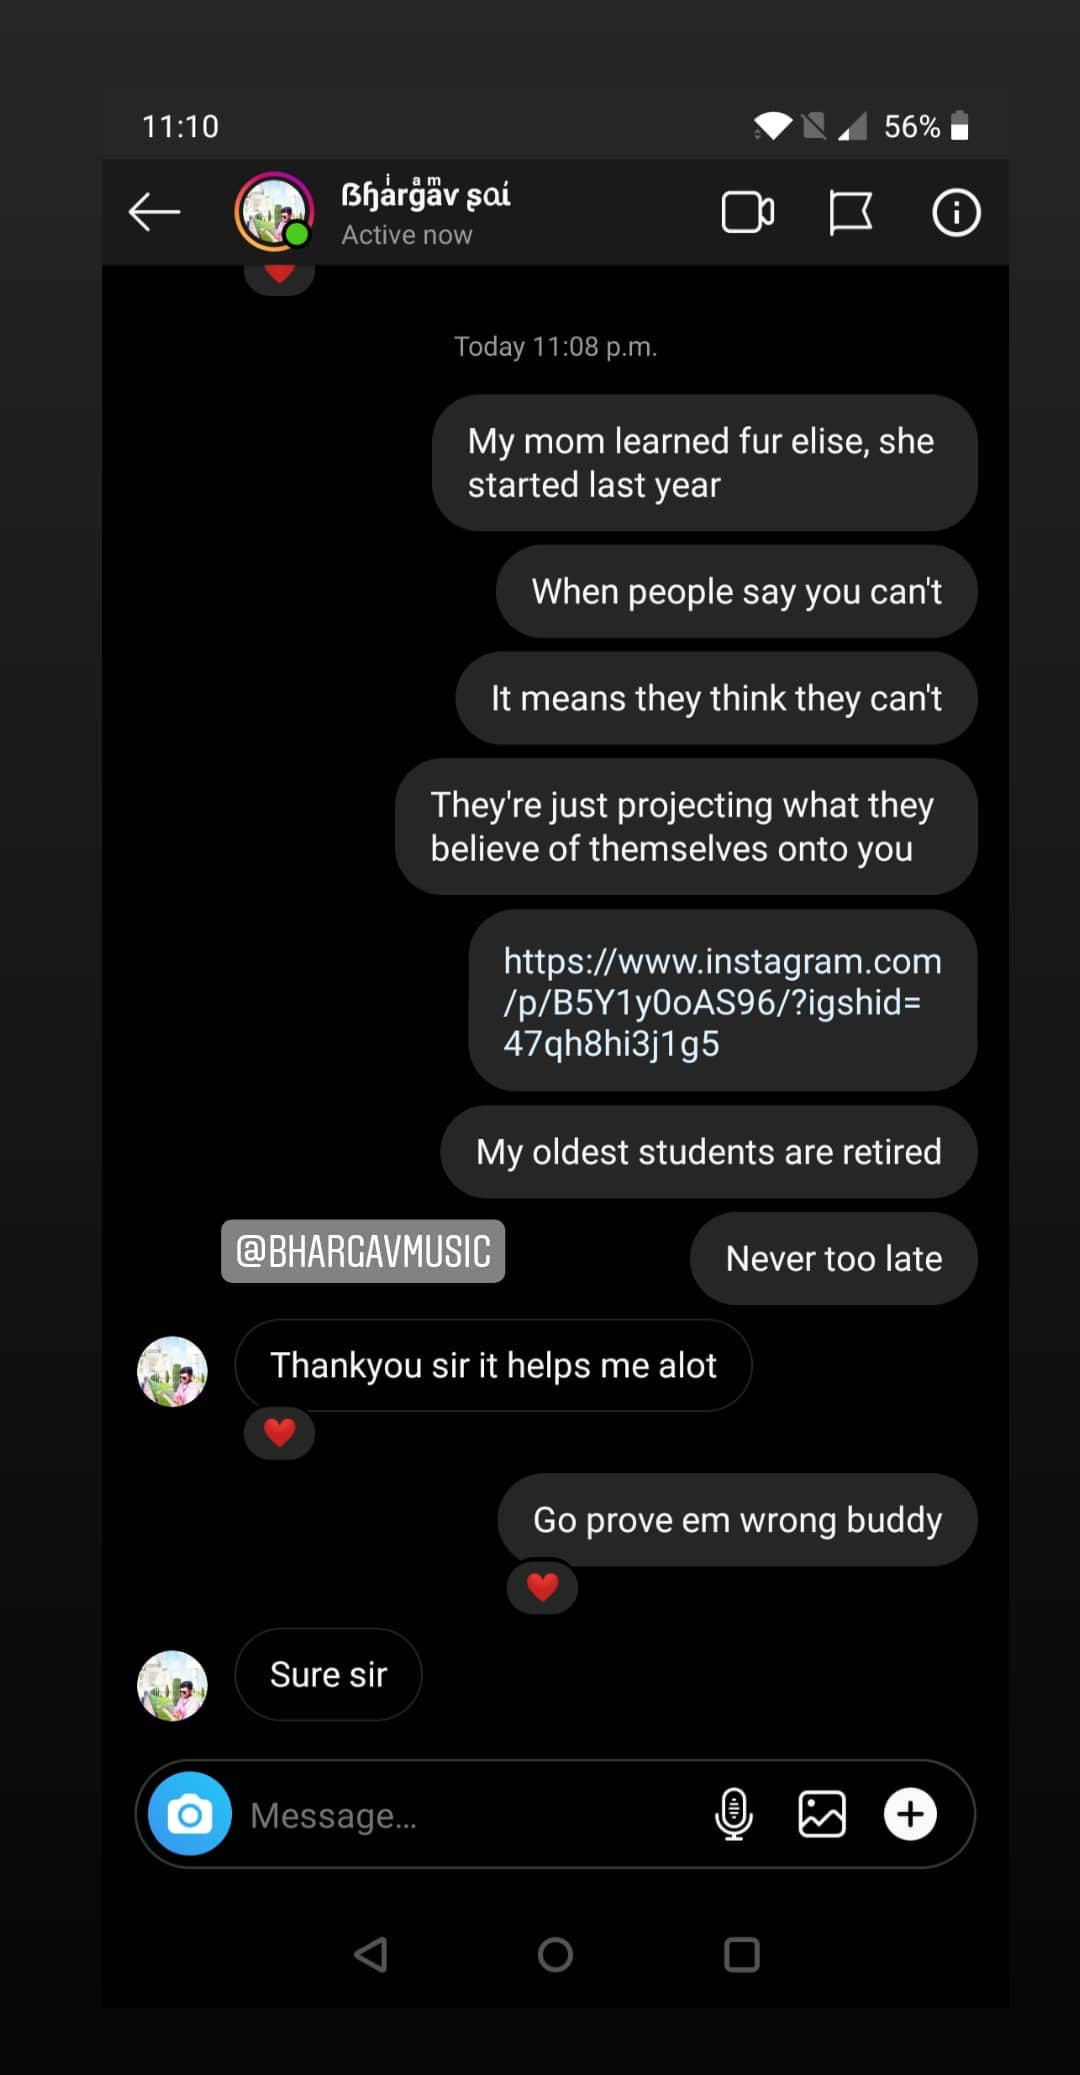 11:10
56%
ẞhargav sai
Active now
Today 11:08 p.m.
My mom learned fur elise, she
started last year
When people say you can't
It means they think they can't
They're just projecting what they
believe of themselves onto you
https://www.instagram.com
/p/B5Y1y0oAS96/?igshid=
47qh8hi3j1g5
My oldest students are retired
@BHARGAVMUSIC
Never too late
Thankyou sir it helps me alot
Go prove em wrong buddy
Sure sir
Message...